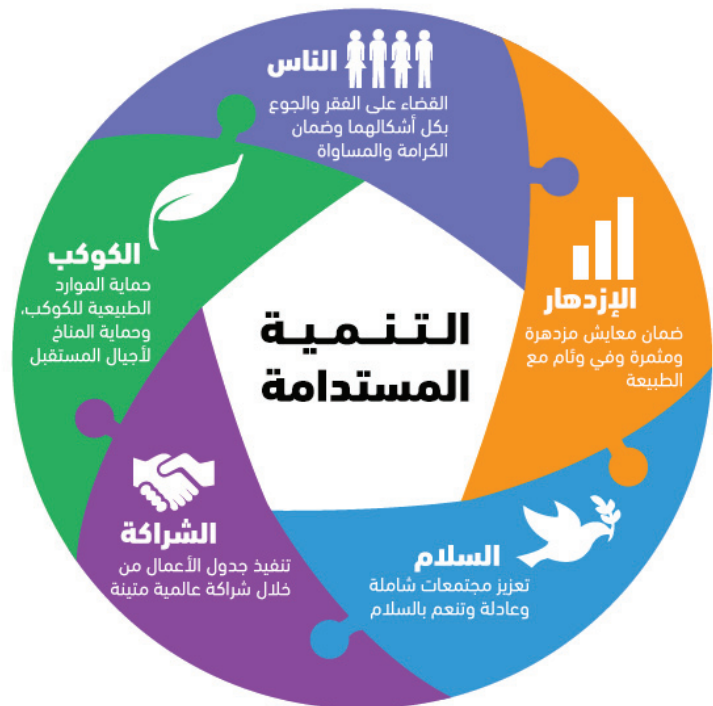 الناس
القضاء على الفقر والجوع
بكل أشكالهما وضمان
الكرامة والمساواة
الإزدهار
ضمان معايش مزدهرة
ومثمرة وفي وئام مع
الطبيعة
السلام
تعزيز مجتمعات شاملة
وعادلة وتنعم بالسلام
الشراكة
تنفيذ جدول الأعمال من
خلال شراكة عالمية متينة
الكوكب
حماية الموارد
الطبيعية للكوكب،
وحماية المناخ
لأجيال المستقبل
التنمية
المستدامة